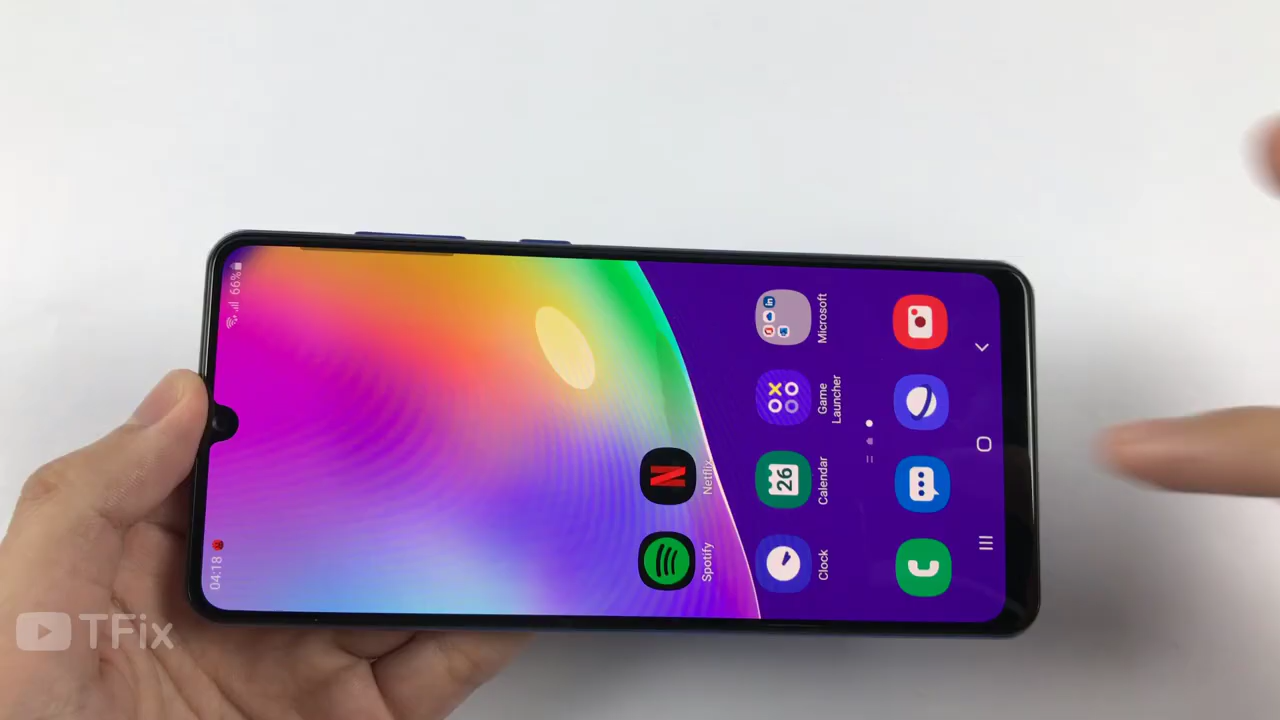 04:18
66%
Spotify
Netflix
Clock
Calendar
26
Game
Launcher
Microsoft
TFix